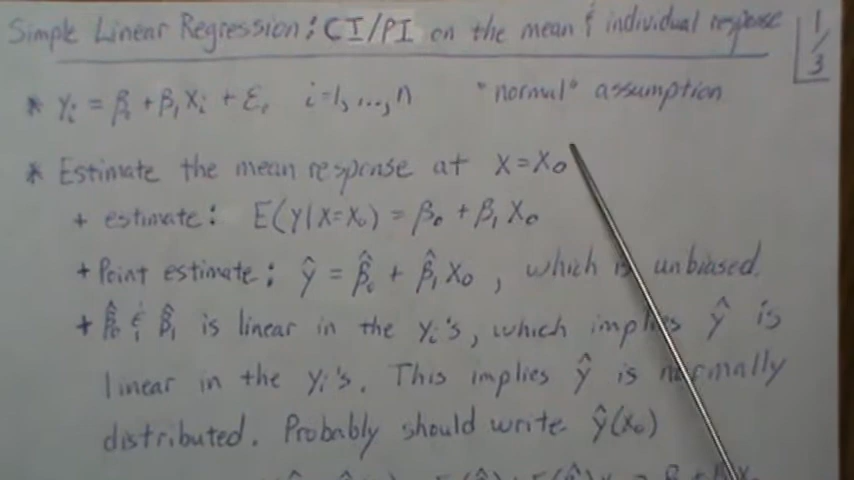 Simple Linear Regression: CI/PI on the mean & individual response
1/3
* Yi = β₀ + β₁Xi + εi i=1,...,n "normal" assumption
* Estimate the mean response at X=X₀
+ estimate: E(Y|X=X₀) = β₀ + β₁X₀
+ Point estimate: ŷ = β̂₀ + β̂₁X₀, which is unbiased.
+ β̂₀ & β̂₁ is linear in the Yi's, which implies ŷ is
linear in the Yi's. This implies ŷ is normally
distributed. Probably should write ŷ(X₀)